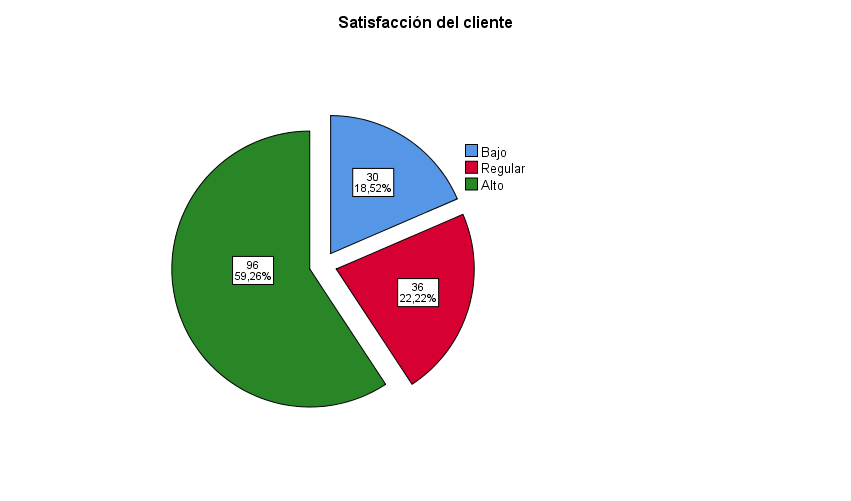 Satisfacción del cliente
30
18,52%
Bajo
Regular
Alto
96
59,26%
36
22,22%